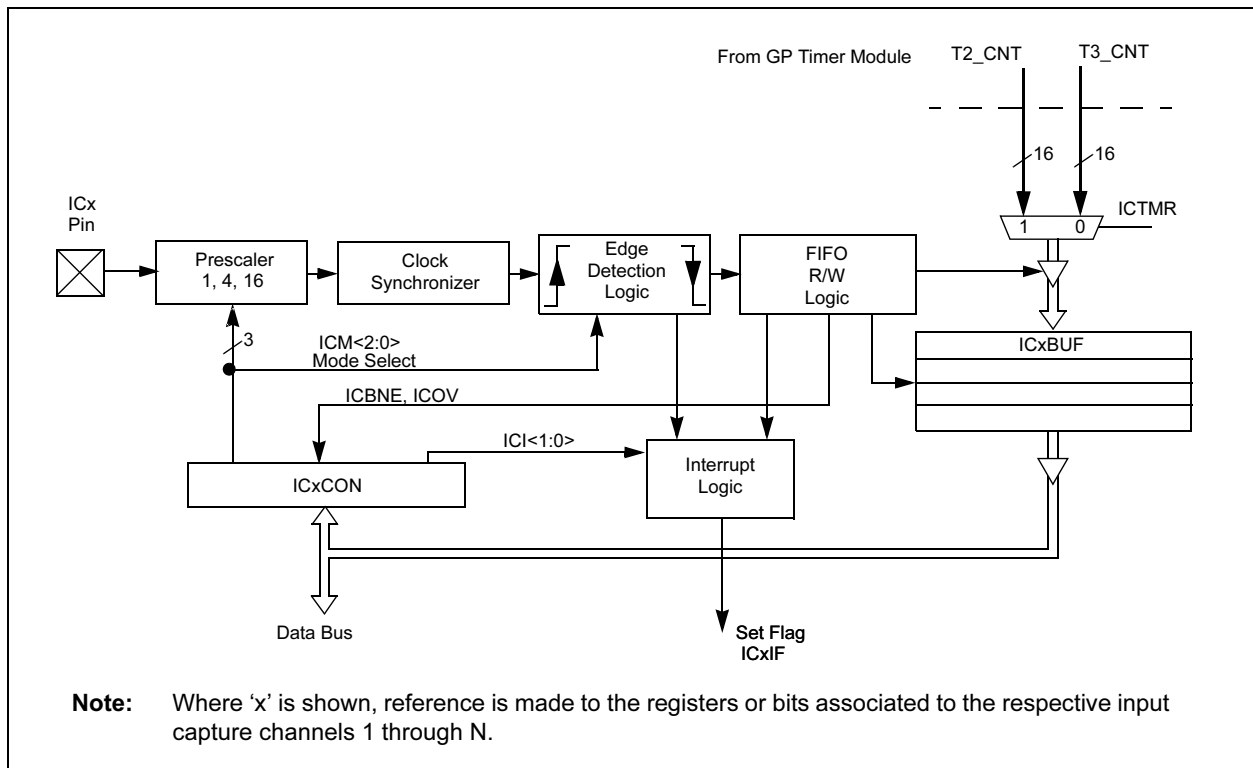 From GP Timer Module
T2_CNT
T3_CNT
16
16
ICx
Pin
1
0
ICTMR
Prescaler
1, 4, 16
Clock
Synchronizer
Edge
Detection
Logic
FIFO
R/W
Logic
3
ICM<2:0>
Mode Select
ICxBUF
ICBNE, ICOV
ICI<1:0>
Interrupt
Logic
ICxCON
Data Bus
Set Flag
ICxIF
Note: Where ‘x’ is shown, reference is made to the registers or bits associated to the respective input
capture channels 1 through N.